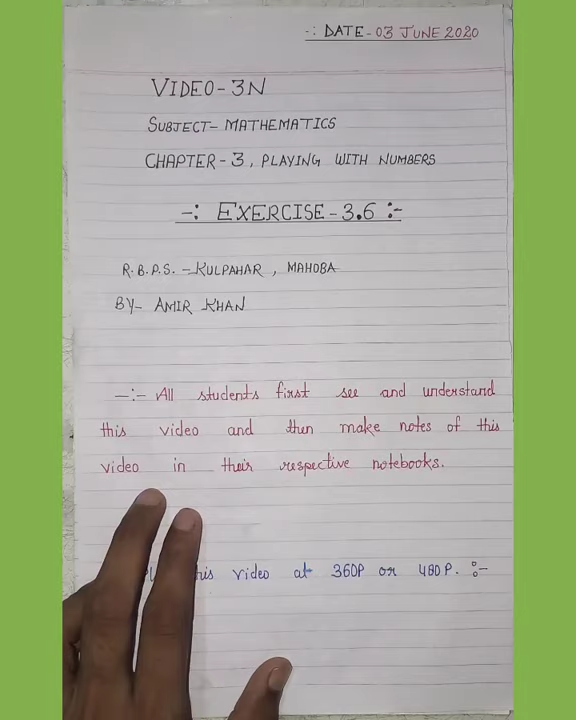 -: DATE - 03 JUNE 2020
VIDEO - 3N
SUBJECT - MATHEMATICS
CHAPTER - 3, PLAYING WITH NUMBERS
-: EXERCISE - 3.6 :-
R.B.P.S. - KULPAHAR, MAHOBA
BY - AMIR KHAN
-:- All students first see and understand
this video and then make notes of this
video in their respective notebooks.
this video at 360P or 480P. :-